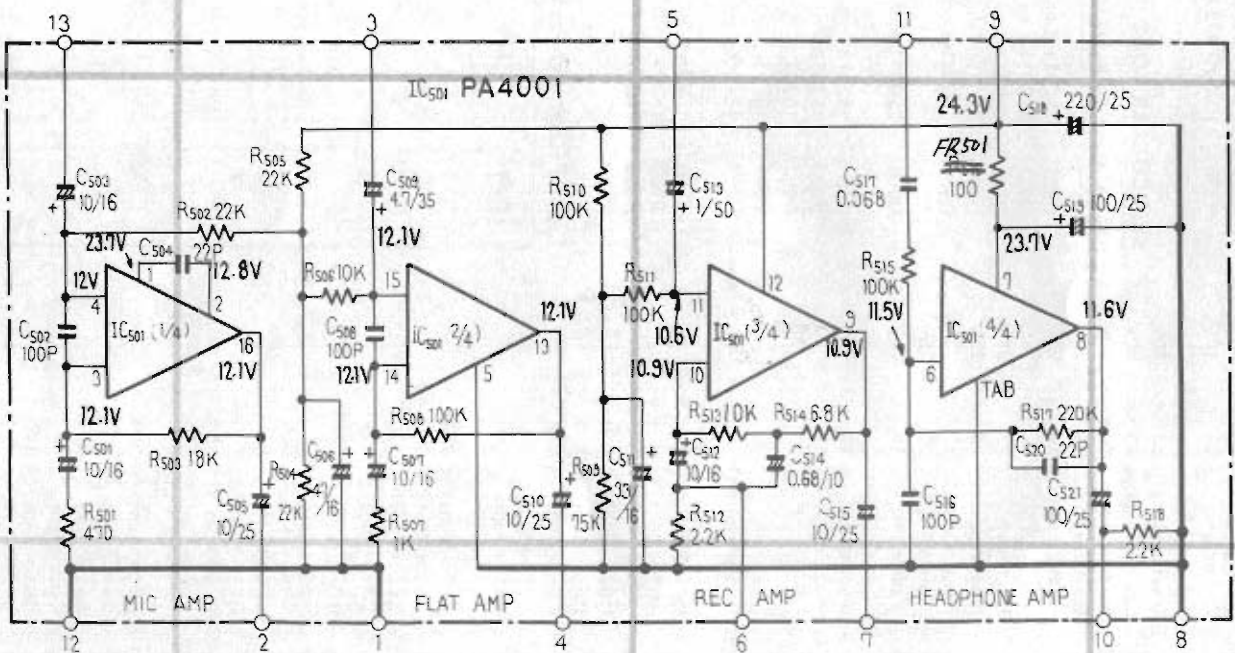 13 3 5 11 9
IC501 PA4001
24.3V C518 220/25
+
FR501
100
R505
22K
C503
10/16
+
C509
4.7/35
+
R510
100K
C513
1/50
+
C517
0.068
C519 100/25
+
R502 22K
12.1V
23.7V
C504
22P
1
12.8V
2
23.7V
R506 10K
R511
100K
R515
100K
12V
4
15
11
12
7
11.5V
C502
100P
IC501 (1/4)
16
C508
100P
iC501 2/4)
12.1V
13
10.6V
IC501 (3/4)
9
IC501 (4/4)
11.6V
8
3
12.1V
12.1V
14
5
10.9V
10
10.9V
6
TAB
12.1V
R508 100K
R513 10K
R514 6.8K
R517 220K
C520
22P
C501
10/16
+
R503 18K
R504
22K
C506
47/16
+
C507
10/16
+
R509
75K
C511
33/16
+
C512
10/16
+
C514
0.68/10
C505
10/25
+
C510
10/25
+
C515
10/25
C516
100P
C521
100/25
R518
2.2K
R501
470
R507
1K
R512
2.2K
MIC AMP FLAT AMP REC AMP HEADPHONE AMP
12 2 3 4 6 7 10 8